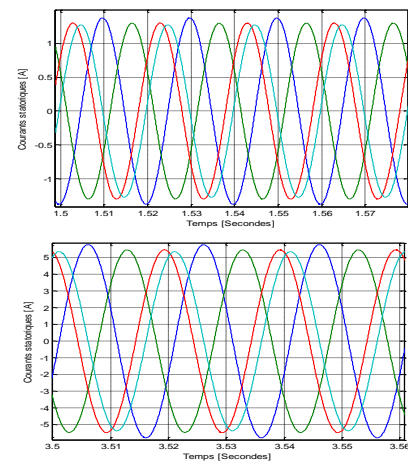 Courants statoriques [A]
1
0.5
0
-0.5
-1
1.5 1.51 1.52 1.53 1.54 1.55 1.56 1.57
Temps [Secondes]
Courants statoriques [A]
5
4
3
2
1
0
-1
-2
-3
-4
-5
3.5 3.51 3.52 3.53 3.54 3.55 3.56
Temps [Secondes]